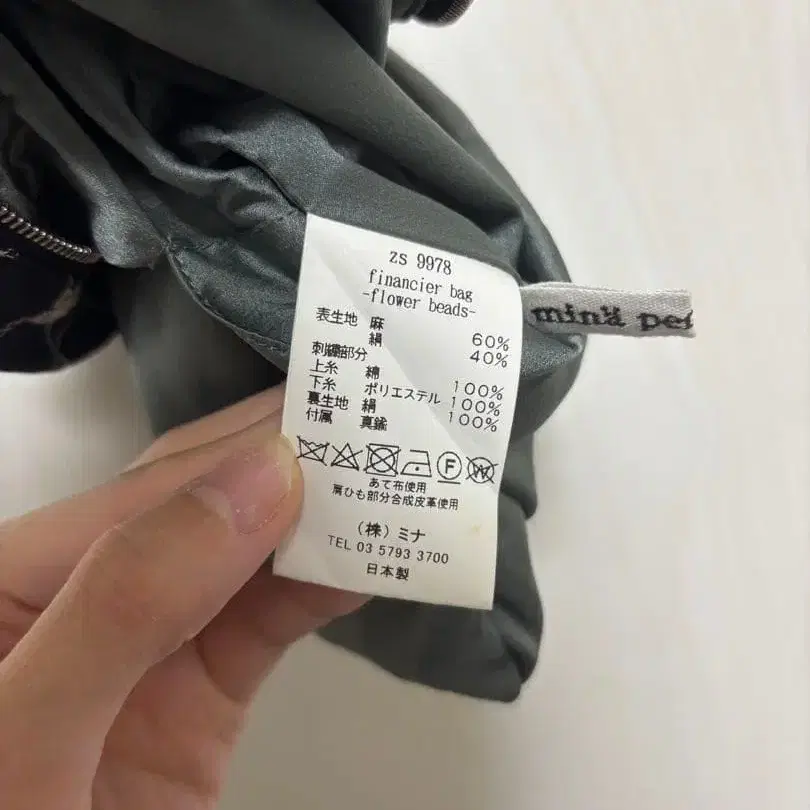 zs 9978
financier bag
-flower beads-
表生地 麻 60%
絹 40%
刺繍部分
上糸 綿 100%
下糸 ポリエステル 100%
裏生地 絹 100%
付属 真鍮
F
W
あて布使用
肩ひも部分合成皮革使用
(株)ミナ
TEL 03 5793 3700
日本製
minä pe